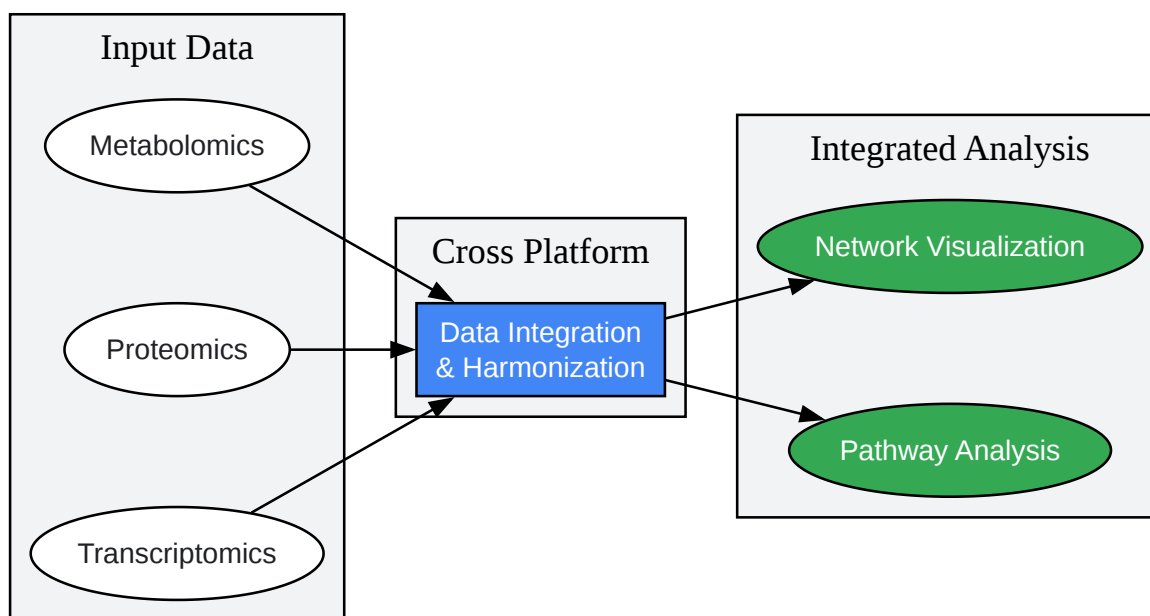 Input Data
Metabolomics
Proteomics
Transcriptomics
Cross Platform
Data Integration
& Harmonization
Integrated Analysis
Network Visualization
Pathway Analysis